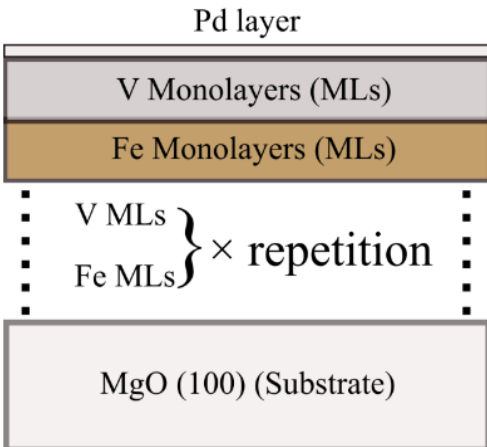 Pd layer
V Monolayers (MLs)
Fe Monolayers (MLs)
V MLs
} × repetition
Fe MLs
MgO (100) (Substrate)